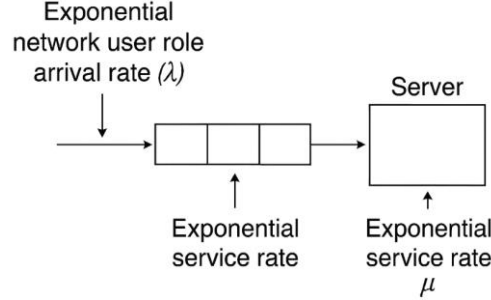 Exponential
network user role
arrival rate (λ)
Server
Exponential
service rate
Exponential
service rate
μ